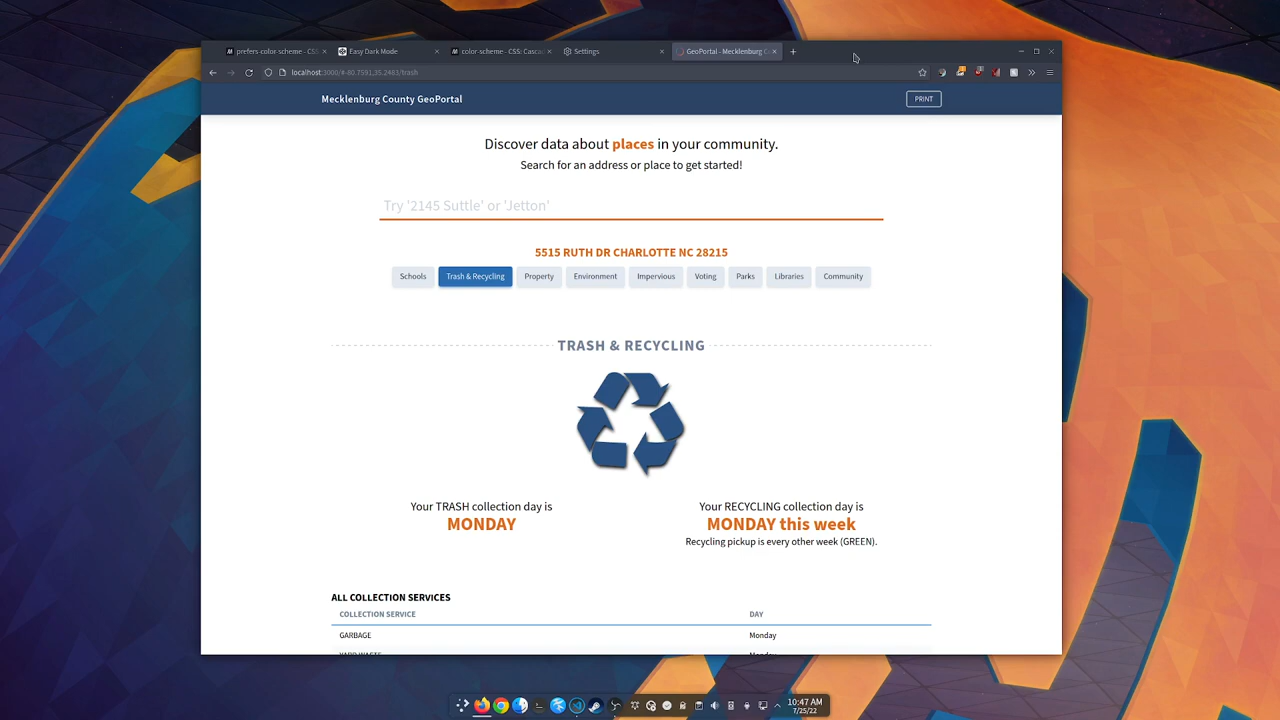 prefers-color-scheme - CSS
Easy Dark Mode
color-scheme - CSS: Casca
Settings
GeoPortal - Mecklenburg C
localhost:3000/#-80.7591,35.2483/trash
Mecklenburg County GeoPortal
PRINT
Discover data about places in your community.
Search for an address or place to get started!
Try '2145 Suttle' or 'Jetton'
5515 RUTH DR CHARLOTTE NC 28215
Schools Trash & Recycling Property Environment Impervious Voting Parks Libraries Community
TRASH & RECYCLING
Your TRASH collection day is
MONDAY
Your RECYCLING collection day is
MONDAY this week
Recycling pickup is every other week (GREEN).
ALL COLLECTION SERVICES
COLLECTION SERVICE DAY
GARBAGE Monday
YARD WASTE Monday
10:47 AM
7/25/22